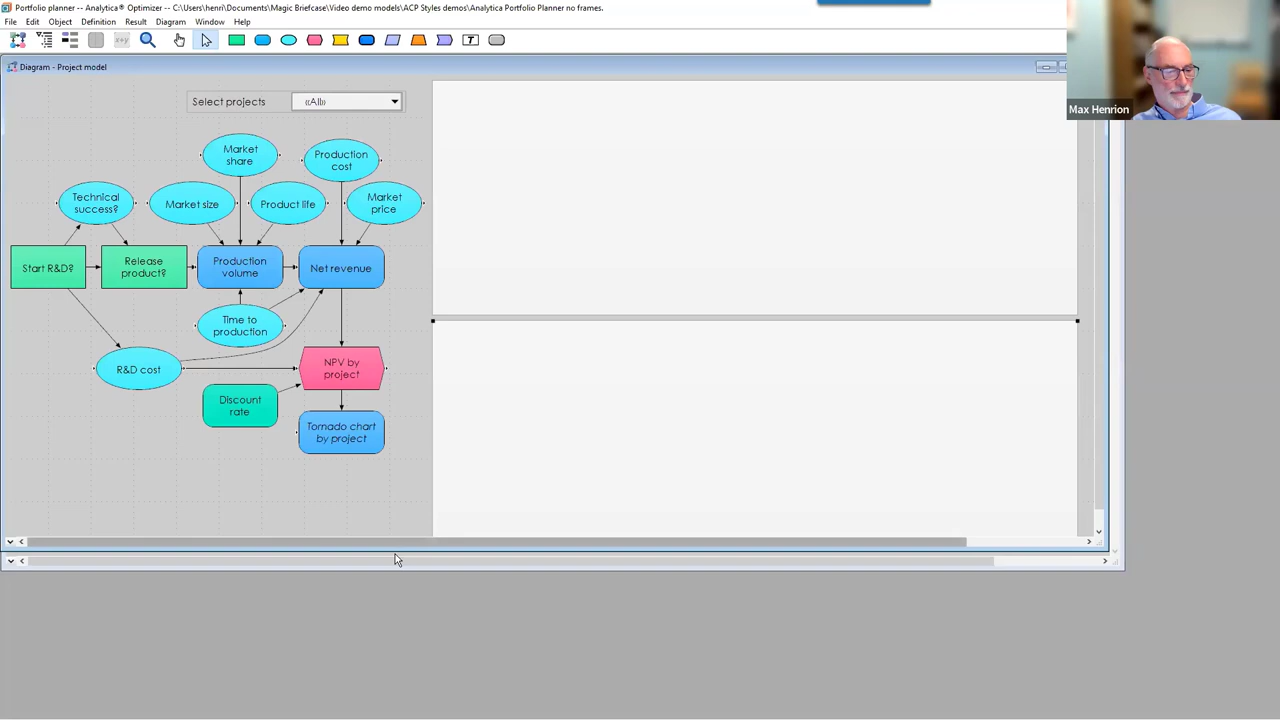 Portfolio planner -- Analytica® Optimizer -- C:\Users\henri\Documents\Magic Briefcase\Video demo models\ACP Styles demos\Analytica Portfolio Planner no frames.
File Edit Object Definition Result Diagram Window Help
x+y
T
Diagram - Project model
Max Henrion
Select projects
((All))
Market
share
Production
cost
Technical
success?
Market size
Product life
Market
price
Start R&D?
Release
product?
Production
volume
Net revenue
Time to
production
R&D cost
NPV by
project
Discount
rate
Tornado chart
by project